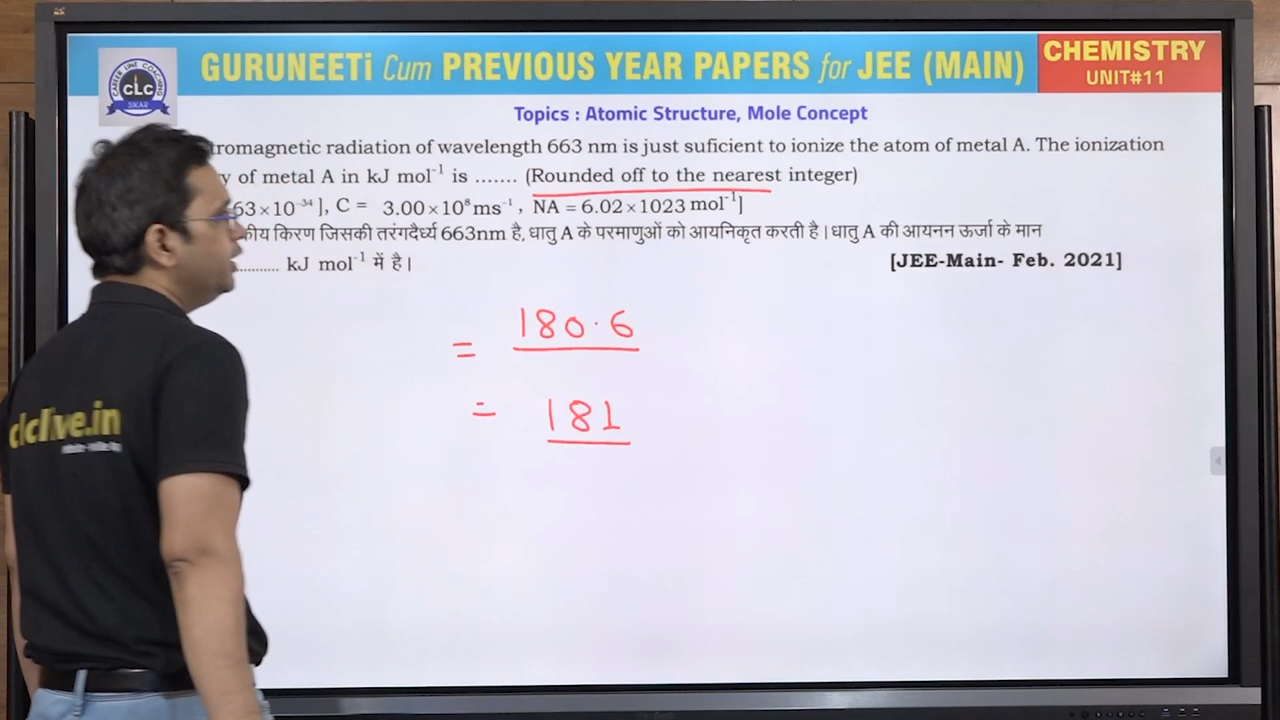 GURUNEETi Cum PREVIOUS YEAR PAPERS for JEE (MAIN)
CHEMISTRY
UNIT#11
CLC
SIKAR
Topics : Atomic Structure, Mole Concept
tromagnetic radiation of wavelength 663 nm is just suficient to ionize the atom of metal A. The ionization
y of metal A in kJ mol⁻¹ is ....... (Rounded off to the nearest integer)
63×10⁻³⁴ ], C = 3.00×10⁸ ms⁻¹ , NA = 6.02×1023 mol⁻¹]
कीय किरण जिसकी तरंगदैर्ध्य 663nm है, धातु A के परमाणुओं को आयनिकृत करती है। धातु A की आयनन ऊर्जा के मान
............ kJ mol⁻¹ में है।
[JEE-Main- Feb. 2021]
= 180.6
= 181
clclive.in